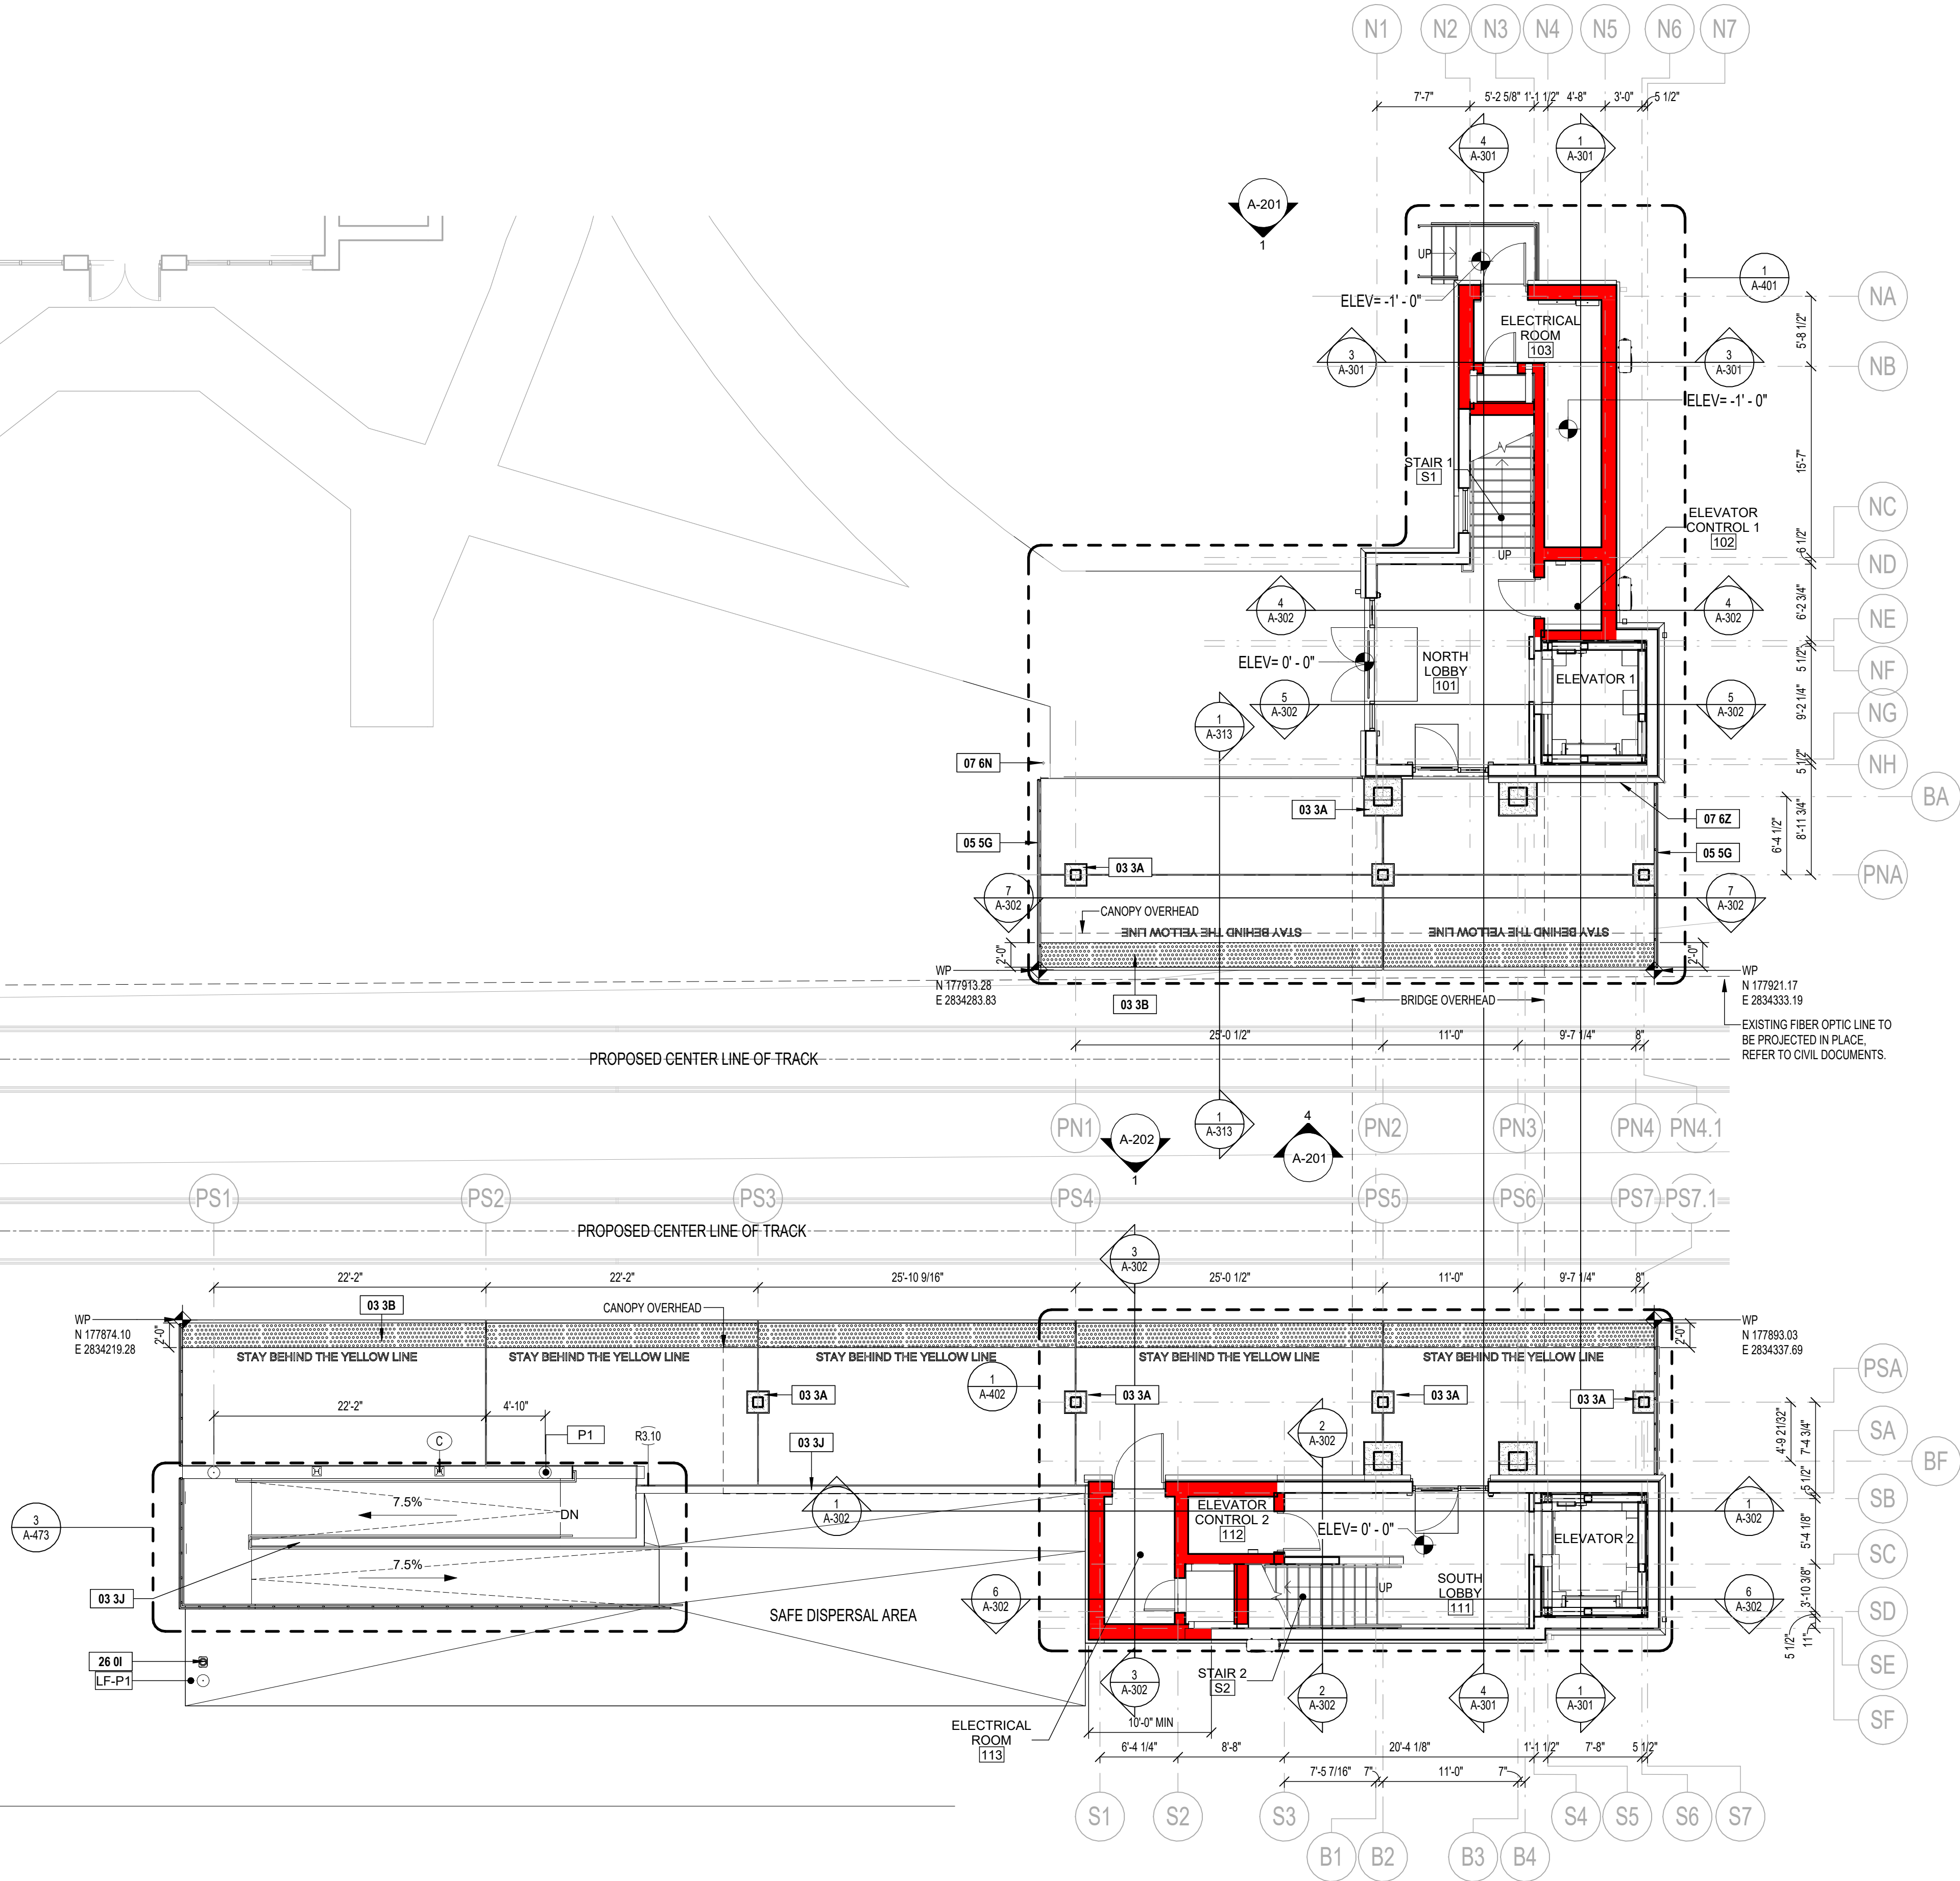 N1 N2 N3 N4 N5 N6 N7
7'-7" 5'-2 5/8" 1'-1 1/2" 4'-8" 3'-0" 5 1/2"
4
A-301
1
A-301
A-201
1
UP
1
A-401
ELEV= -1' - 0"
NA
ELECTRICAL
ROOM
103
5'-8 1/2"
3
A-301
3
A-301
NB
ELEV= -1' - 0"
STAIR 1
S1
15'-7"
NC
ELEVATOR
CONTROL 1
102
6 1/2"
UP
ND
4
A-302
4
A-302
6'-2 3/4"
NE
ELEV= 0' - 0"
NORTH
LOBBY
101
5 1/2"
NF
ELEVATOR 1
5
A-302
5
A-302
9'-2 1/4"
NG
1
A-313
07 6N
5 1/2"
NH
BA
03 3A
07 6Z
6'-4 1/2"
8'-11 3/4"
05 5G
05 5G
03 3A
PNA
7
A-302
7
A-302
CANOPY OVERHEAD
STAY BEHIND THE YELLOW LINE
STAY BEHIND THE YELLOW LINE
2'-0"
2'-0"
WP
N 177913.28
E 2834283.83
WP
N 177921.17
E 2834333.19
03 3B
BRIDGE OVERHEAD
EXISTING FIBER OPTIC LINE TO
BE PROJECTED IN PLACE,
REFER TO CIVIL DOCUMENTS.
25'-0 1/2" 11'-0" 9'-7 1/4" 8"
PROPOSED CENTER LINE OF TRACK
PN1
1
A-313
PN2 PN3 PN4 PN4.1
A-202
1
4
A-201
PS1 PS2 PS3 PS4 PS5 PS6 PS7 PS7.1
PROPOSED CENTER LINE OF TRACK
3
A-302
22'-2" 22'-2" 25'-10 9/16" 25'-0 1/2" 11'-0" 9'-7 1/4" 8"
03 3B
CANOPY OVERHEAD
WP
N 177874.10
E 2834219.28
2'-0"
2'-0"
WP
N 177893.03
E 2834337.69
STAY BEHIND THE YELLOW LINE
STAY BEHIND THE YELLOW LINE
STAY BEHIND THE YELLOW LINE
STAY BEHIND THE YELLOW LINE
STAY BEHIND THE YELLOW LINE
PSA
1
A-402
03 3A
03 3A
03 3A
03 3A
22'-2" 4'-10"
P1
C
R3.10
03 3J
2
A-302
4'-9 21/32"
7'-4 3/4"
SA
BF
5 1/2"
SB
7.5%
DN
1
A-302
ELEVATOR
CONTROL 2
112
ELEV= 0' - 0"
ELEVATOR 2
1
A-302
3
A-473
5'-4 1/8"
SC
7.5%
03 3J
UP
SOUTH
LOBBY
111
6
A-302
6
A-302
3'-10 3/8"
SAFE DISPERSAL AREA
SD
5 1/2"
11"
26 0I
LF-P1
3
A-302
STAIR 2
S2
2
A-302
4
A-301
1
A-301
SE
SF
10'-0" MIN
ELECTRICAL
ROOM
113
6'-4 1/4" 8'-8" 20'-4 1/8" 1'-1 1/2" 7'-8" 5 1/2"
7'-5 7/16" 7" 11'-0" 7"
S1 S2 S3 S4 S5 S6 S7
B1 B2 B3 B4